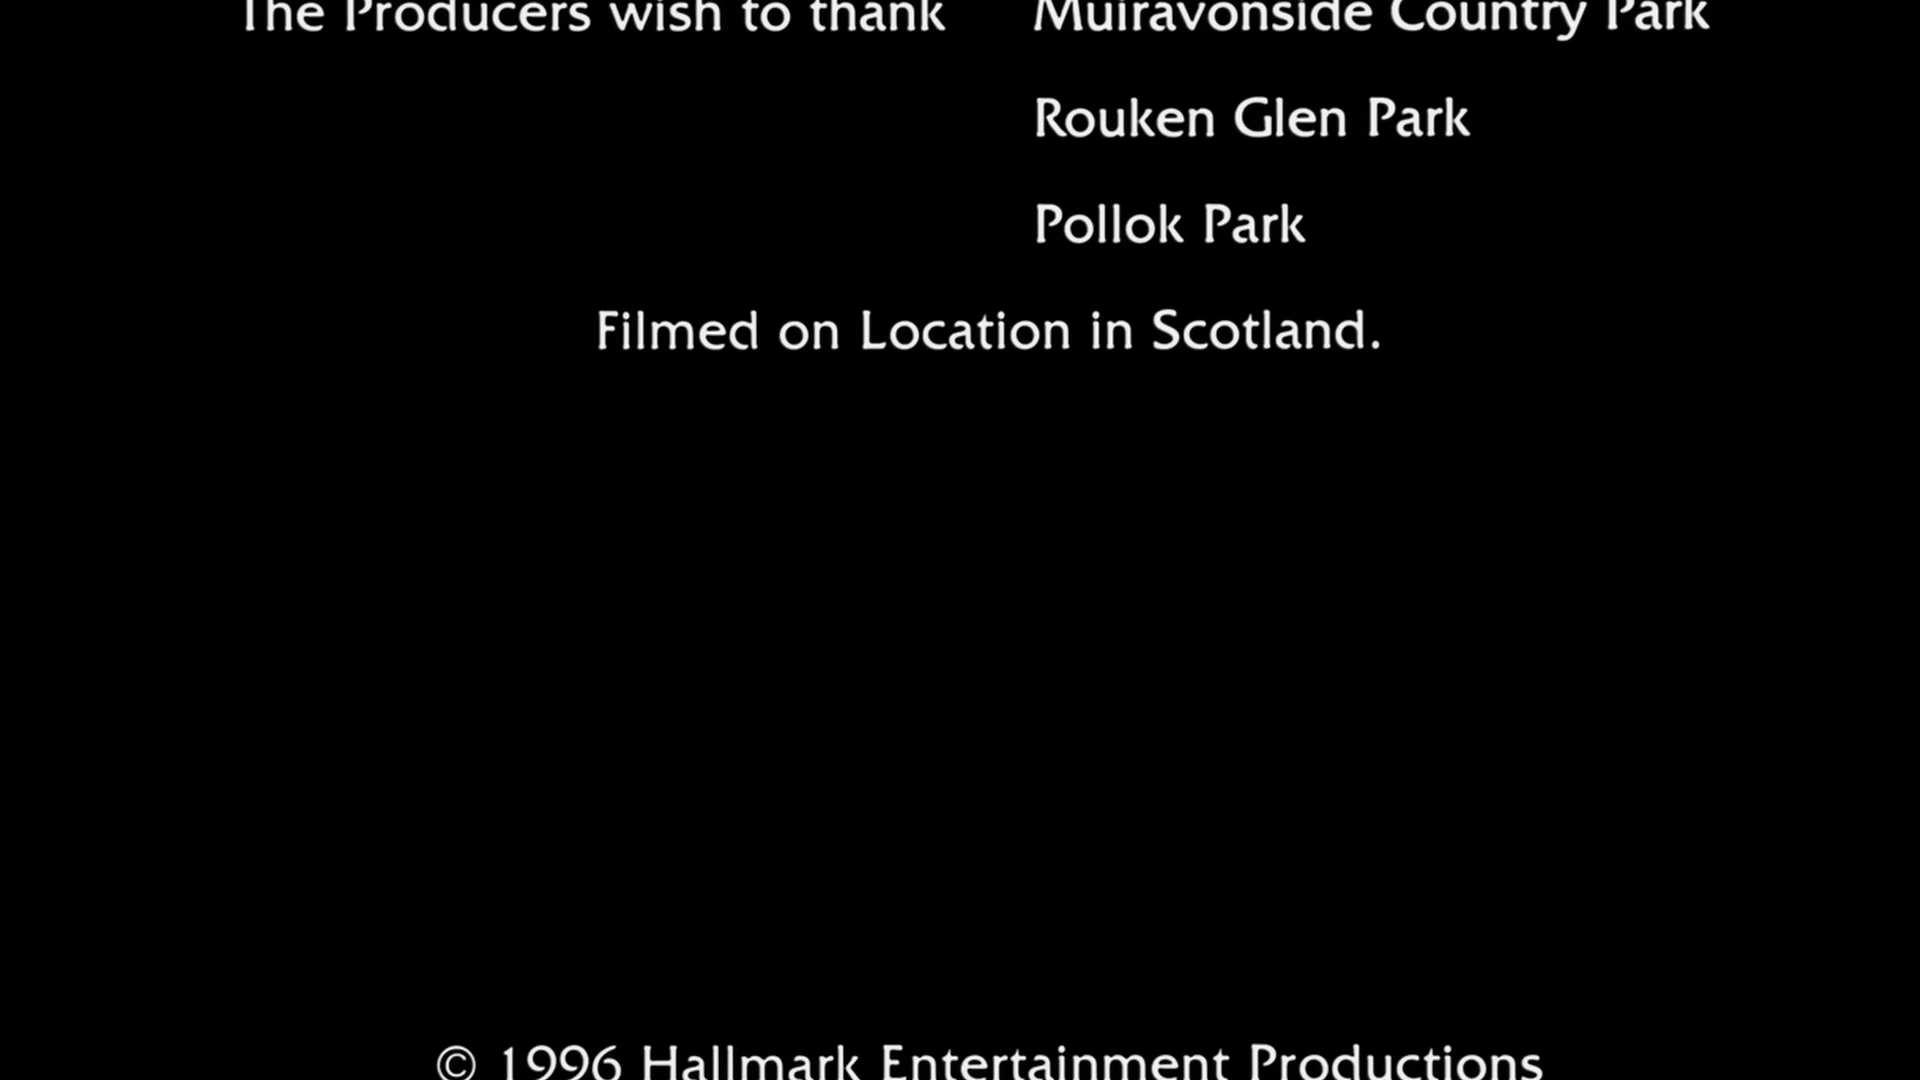 The Producers wish to thank Muiravonside Country Park
Rouken Glen Park
Pollok Park
Filmed on Location in Scotland.
© 1996 Hallmark Entertainment Productions